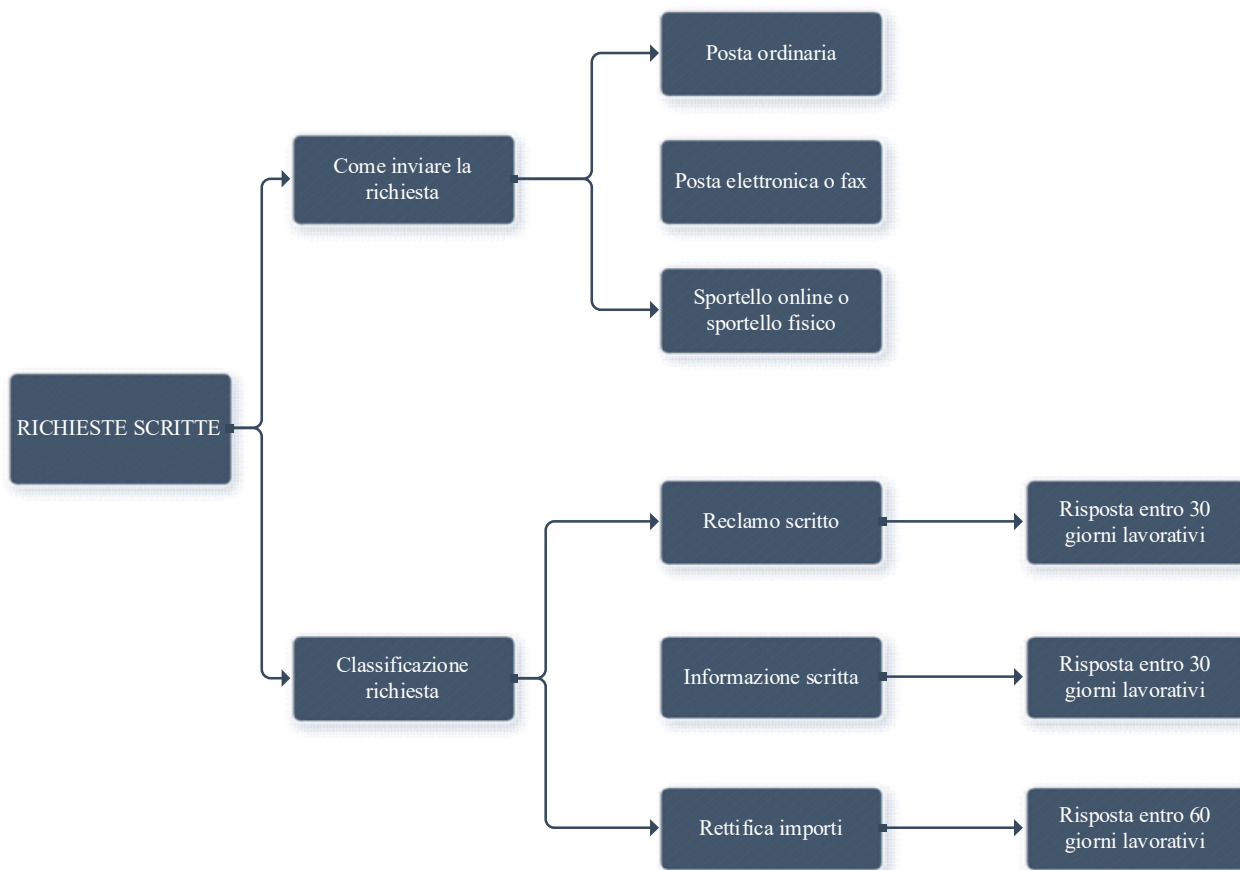 Posta ordinaria
Come inviare la
richiesta
Posta elettronica o fax
Sportello online o
sportello fisico
RICHIESTE SCRITTE
Reclamo scritto
Risposta entro 30
giorni lavorativi
Classificazione
richiesta
Informazione scritta
Risposta entro 30
giorni lavorativi
Rettifica importi
Risposta entro 60
giorni lavorativi